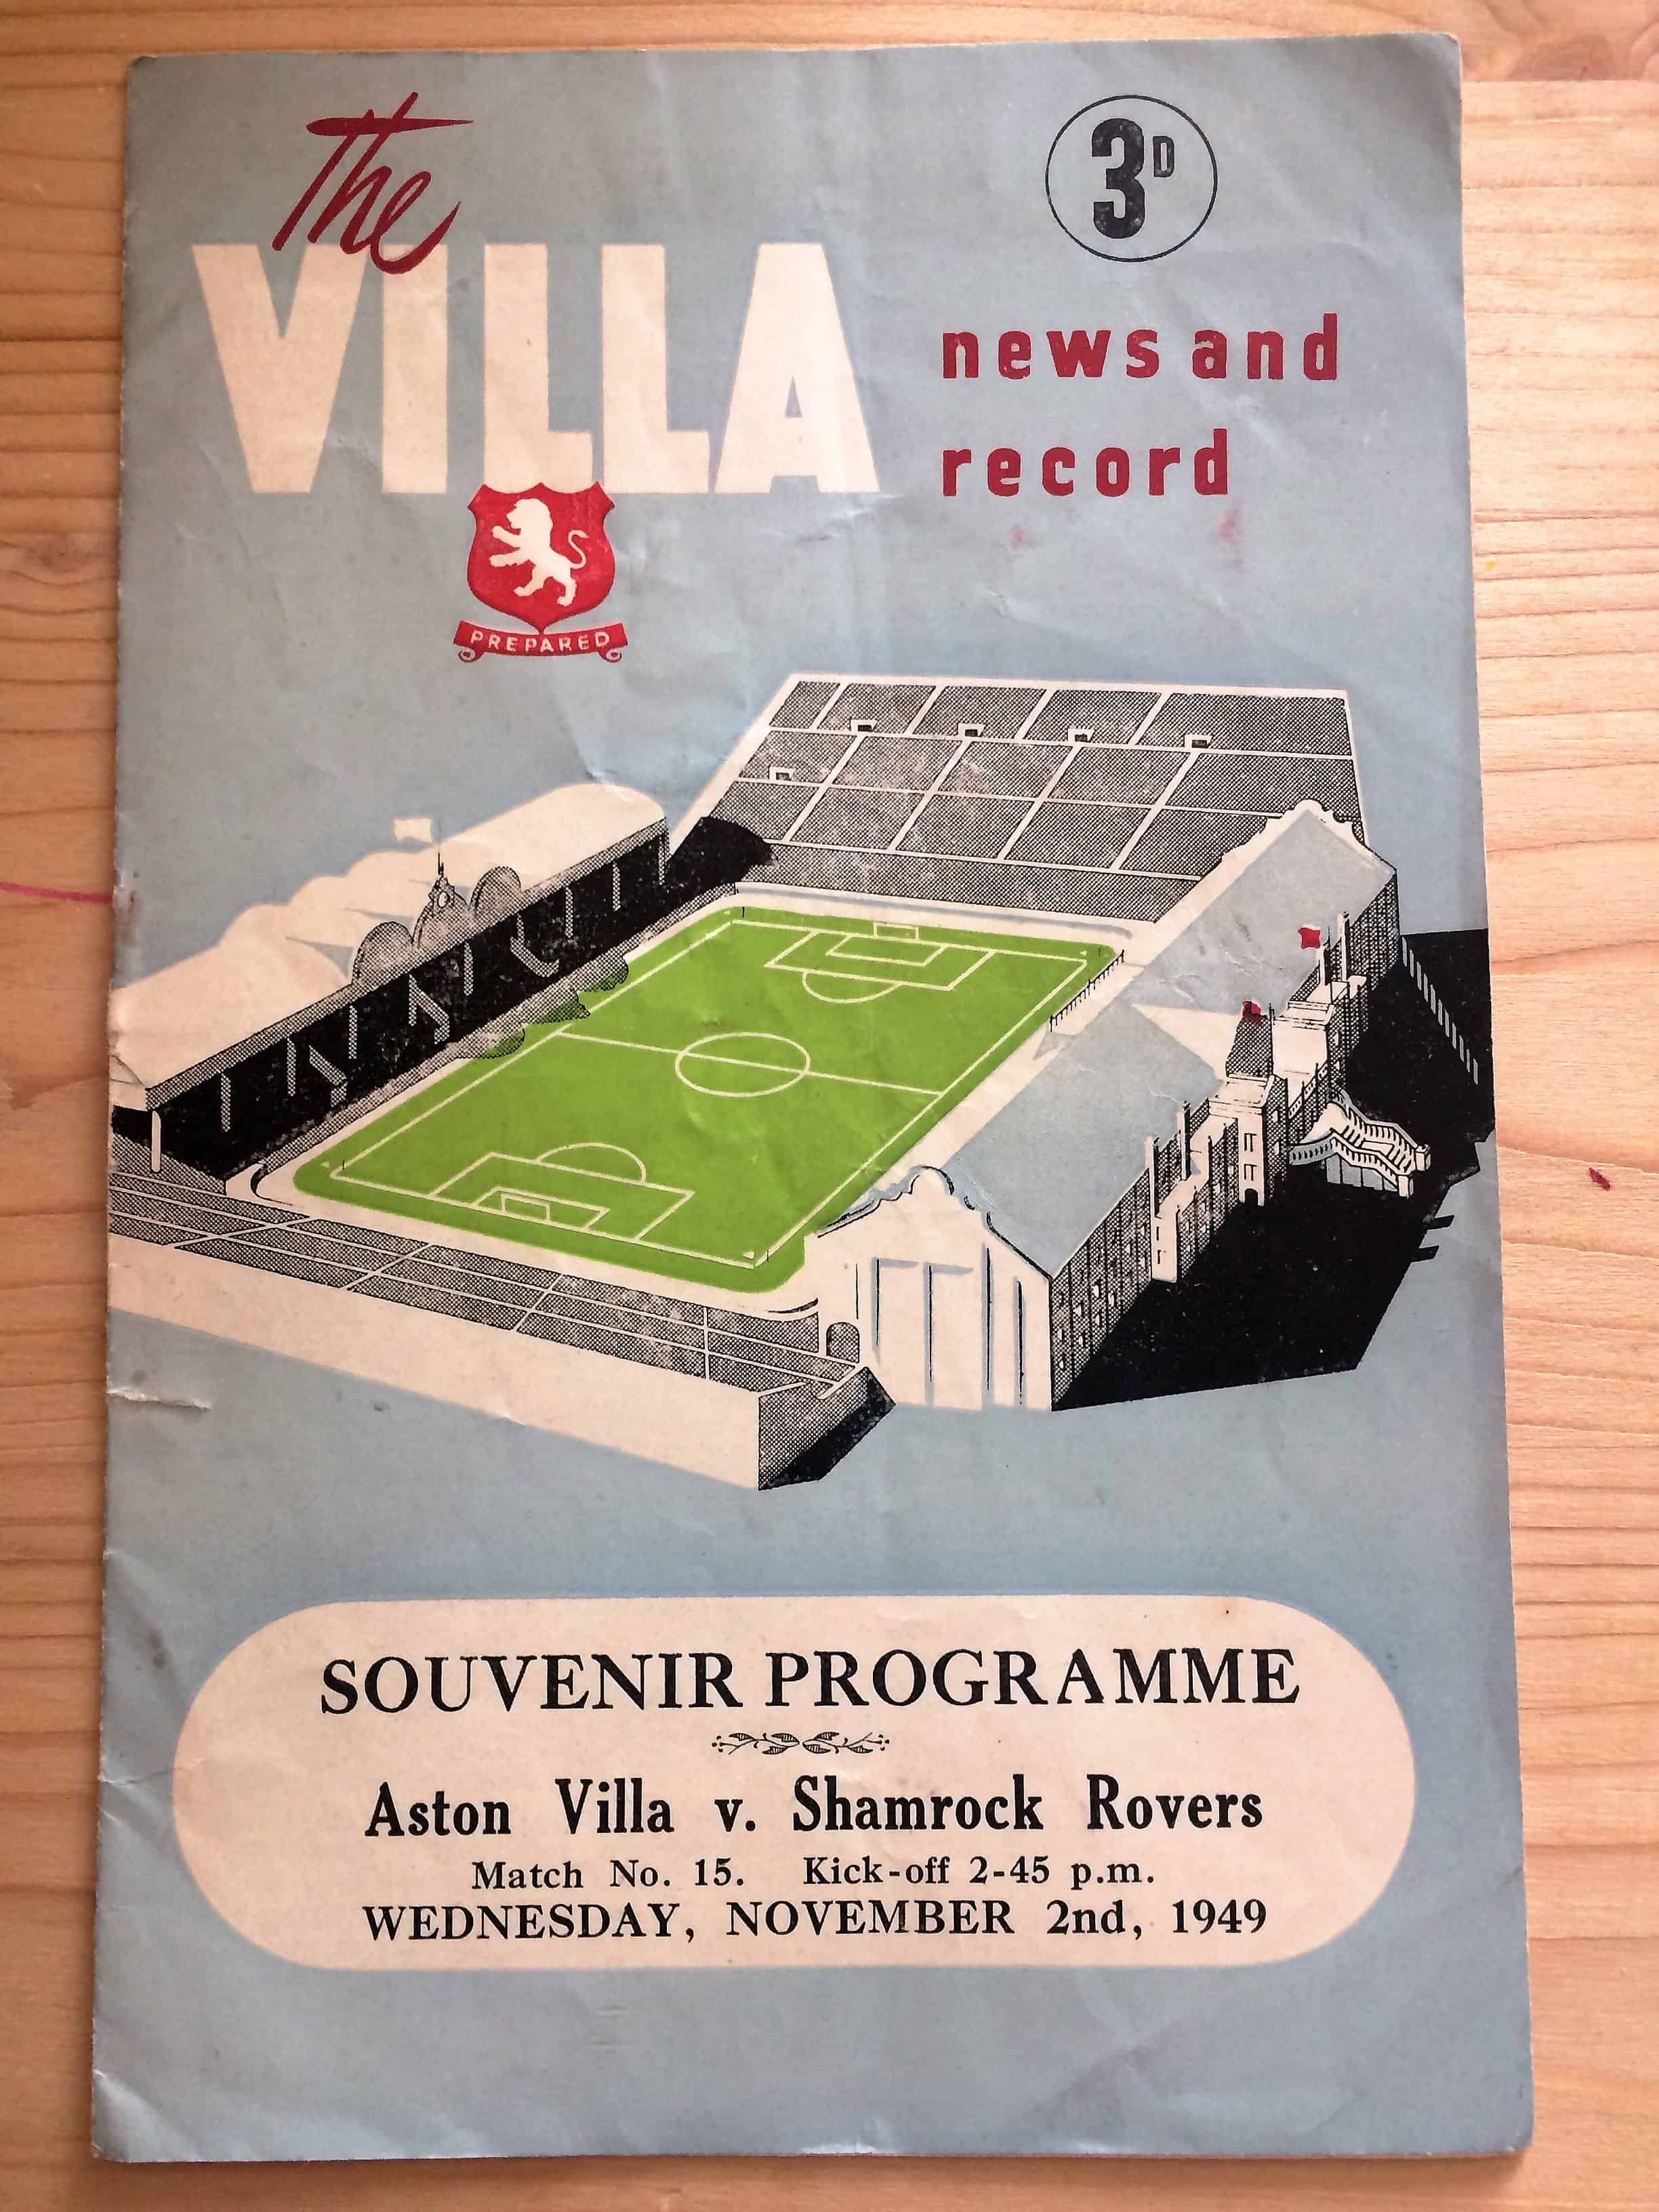 The
3D
VILLA
news and
record
PREPARED
SOUVENIR PROGRAMME
Aston Villa v. Shamrock Rovers
Match No. 15. Kick-off 2-45 p.m.
WEDNESDAY, NOVEMBER 2nd, 1949